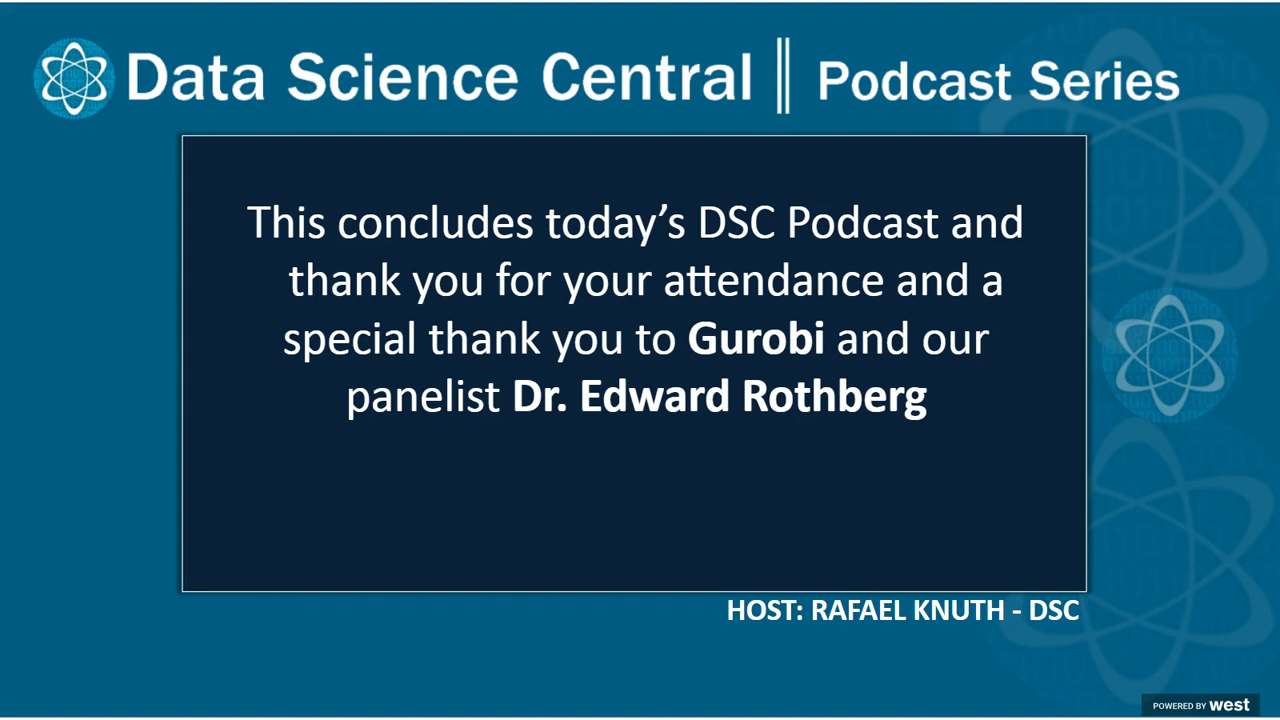 Data Science Central || Podcast Series
This concludes today’s DSC Podcast and
thank you for your attendance and a
special thank you to Gurobi and our
panelist Dr. Edward Rothberg
HOST: RAFAEL KNUTH - DSC
POWERED BY west